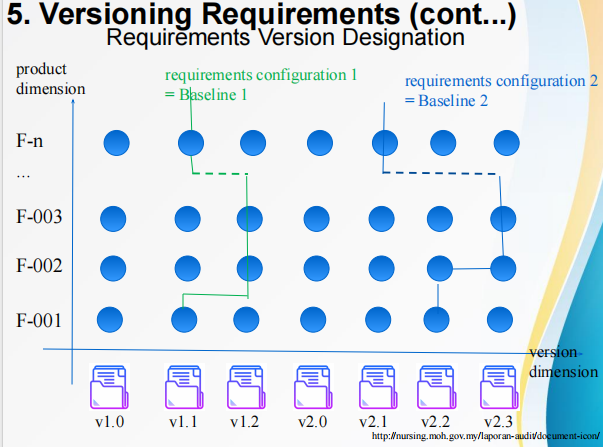 5. Versioning Requirements (cont...)
Requirements Version Designation
product
dimension
requirements configuration 1
= Baseline 1
requirements configuration 2
= Baseline 2
F-n
...
F-003
F-002
F-001
version
dimension
v1.0 v1.1 v1.2 v2.0 v2.1 v2.2 v2.3
http://nursing.moh.gov.my/laporan-audit/document-icon/